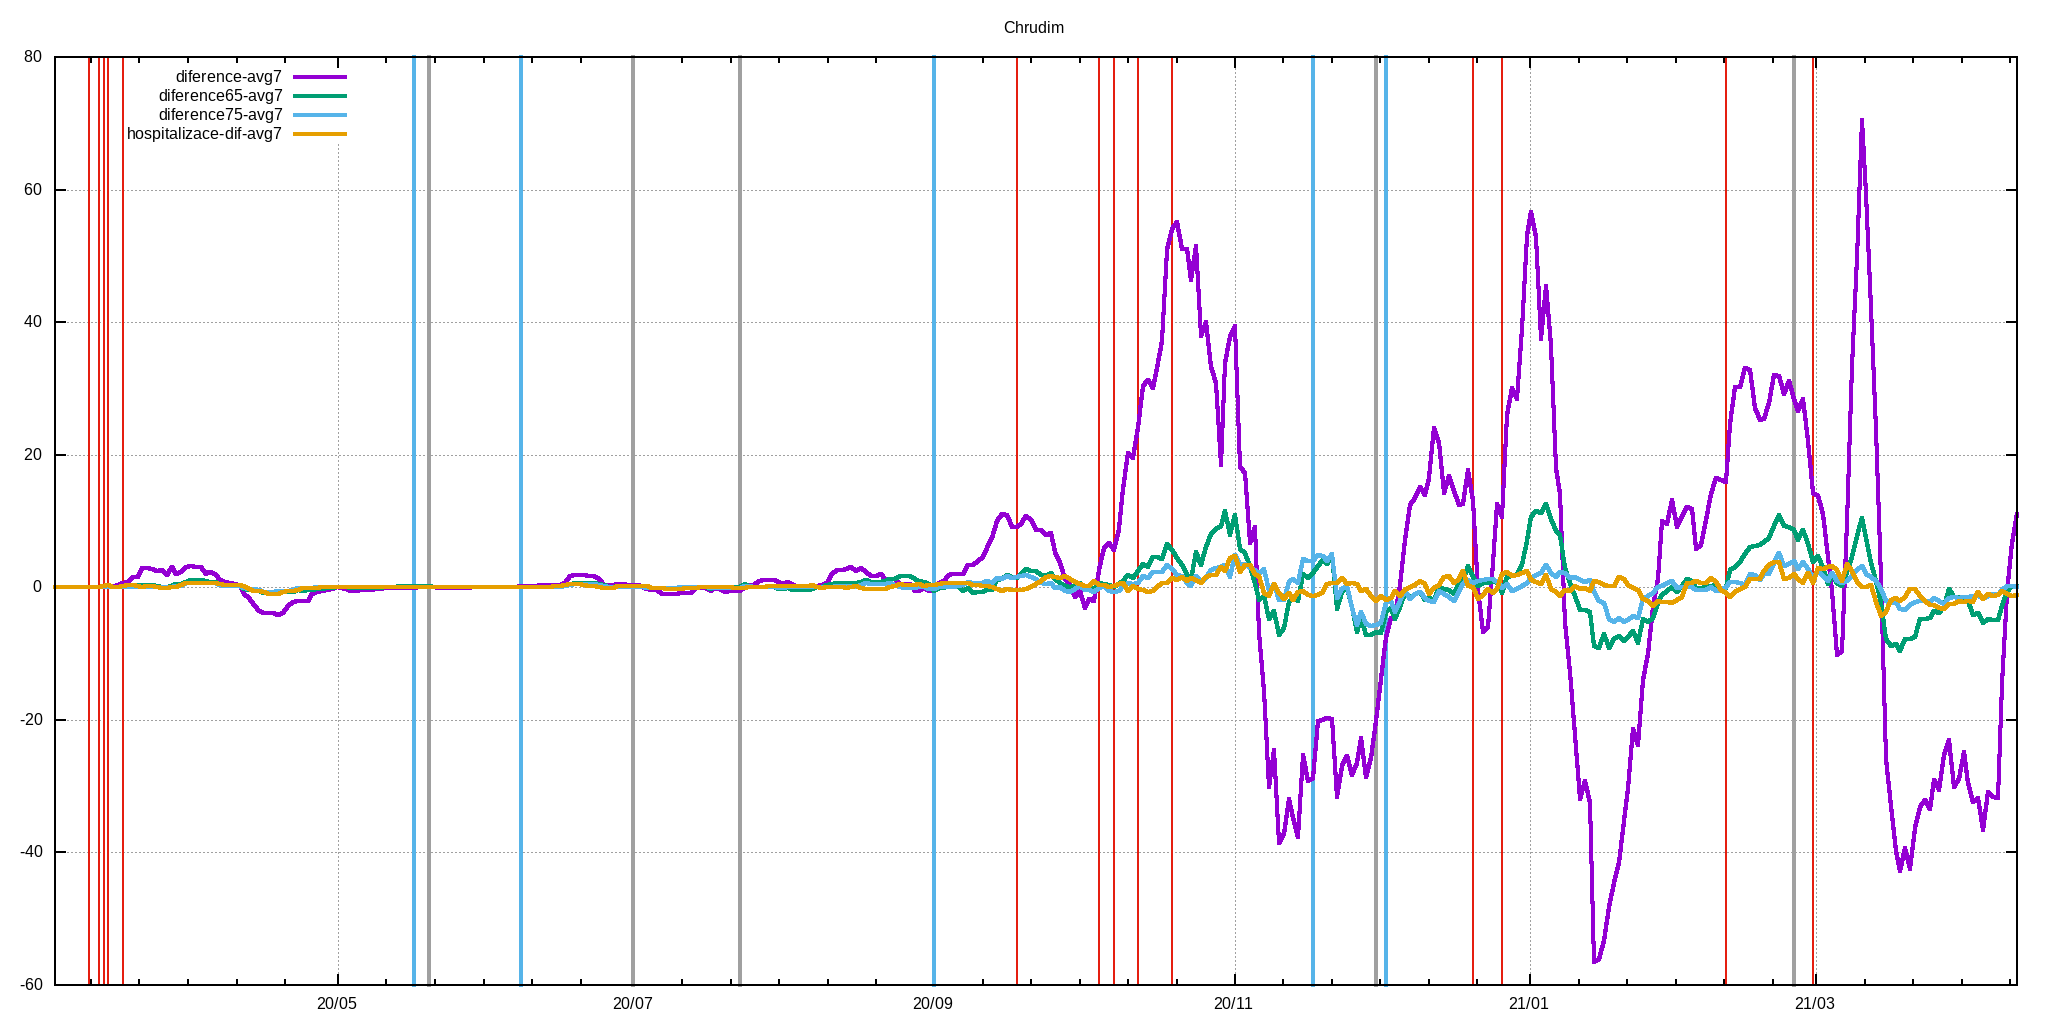 Chrudim
80
60
40
20
0
-20
-40
-60
diference-avg7
diference65-avg7
diference75-avg7
hospitalizace-dif-avg7
20/05
20/07
20/09
20/11
21/01
21/03